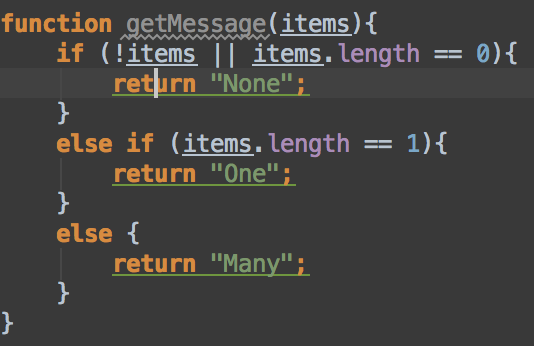 function getMessage(items){
    if (!items || items.length == 0){
        return "None";
    }
    else if (items.length == 1){
        return "One";
    }
    else {
        return "Many";
    }
}